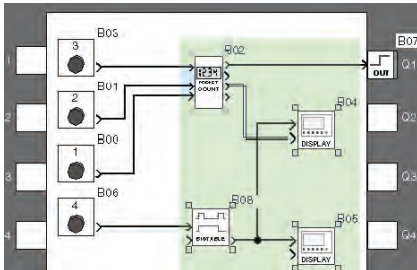 B05
3
B02
B07
1
1234
PRESET
COUNT
OUT
Q1
B01
2
B04
2
Q2
B00
DISPLAY
1
3
Q3
B06
B08
4
B05
4
BISTABLE
DISPLAY
Q4